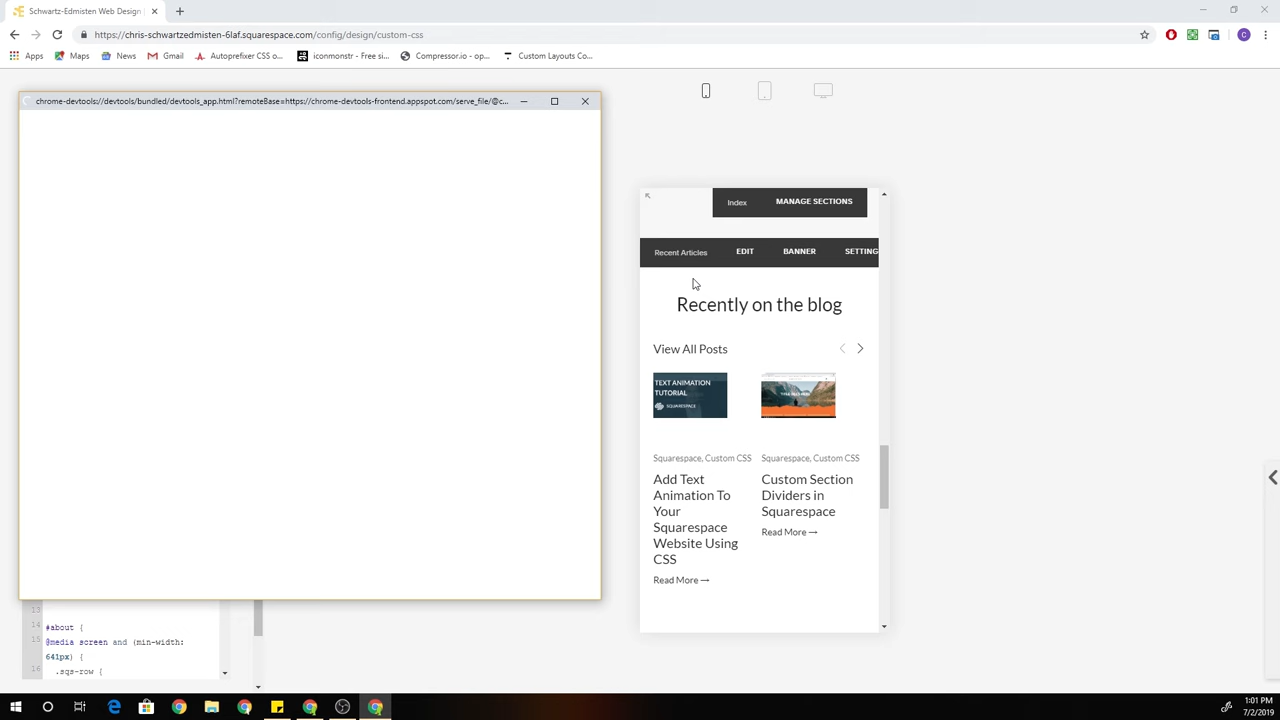 Schwartz-Edmisten Web Design |
https://chris-schwartzedmisten-6laf.squarespace.com/config/design/custom-css
Apps Maps News Gmail Autoprefixer CSS o... iconmonstr - Free si... Compressor.io - op... Custom Layouts Co...
chrome-devtools://devtools/bundled/devtools_app.html?remoteBase=https://chrome-devtools-frontend.appspot.com/serve_file/@c...
Index MANAGE SECTIONS
Recent Articles EDIT BANNER SETTING
Recently on the blog
View All Posts
TEXT ANIMATION
TUTORIAL
SQUARESPACE
Squarespace, Custom CSS
Add Text
Animation To
Your
Squarespace
Website Using
CSS
Read More →
Squarespace, Custom CSS
Custom Section
Dividers in
Squarespace
Read More →
13
14 #about {
15 @media screen and (min-width:
641px) {
16 .sqs-row {
1:01 PM
7/2/2019